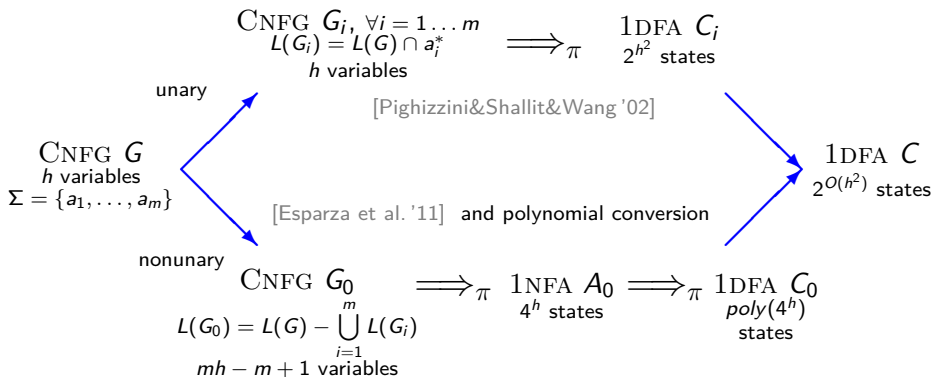 CNFG G_i, ∀i = 1 … m
L(G_i) = L(G) ∩ a_i^*
h variables
⟹_π
1DFA C_i
2^{h^2} states
unary
[Pighizzini&Shallit&Wang '02]
CNFG G
h variables
Σ = {a_1, …, a_m}
1DFA C
2^{O(h^2)} states
[Esparza et al. '11] and polynomial conversion
nonunary
CNFG G_0
L(G_0) = L(G) − ⋃_{i=1}^{m} L(G_i)
mh − m + 1 variables
⟹_π
1NFA A_0
4^h states
⟹_π
1DFA C_0
poly(4^h)
states